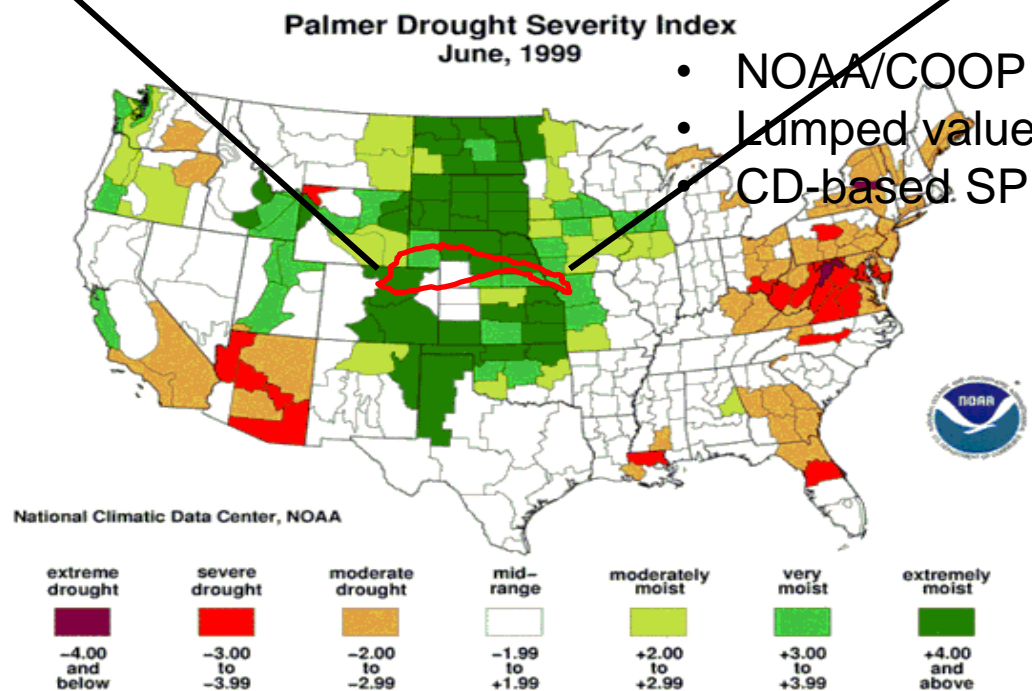 Palmer Drought Severity Index
June, 1999
• NOAA/COOP
• Lumped value
• CD-based SP
NOAA
National Climatic Data Center, NOAA
extreme drought
severe drought
moderate drought
mid-range
moderately moist
very moist
extremely moist
-4.00 and below
-3.00 to -3.99
-2.00 to -2.99
-1.99 to +1.99
+2.00 to +2.99
+3.00 to +3.99
+4.00 and above